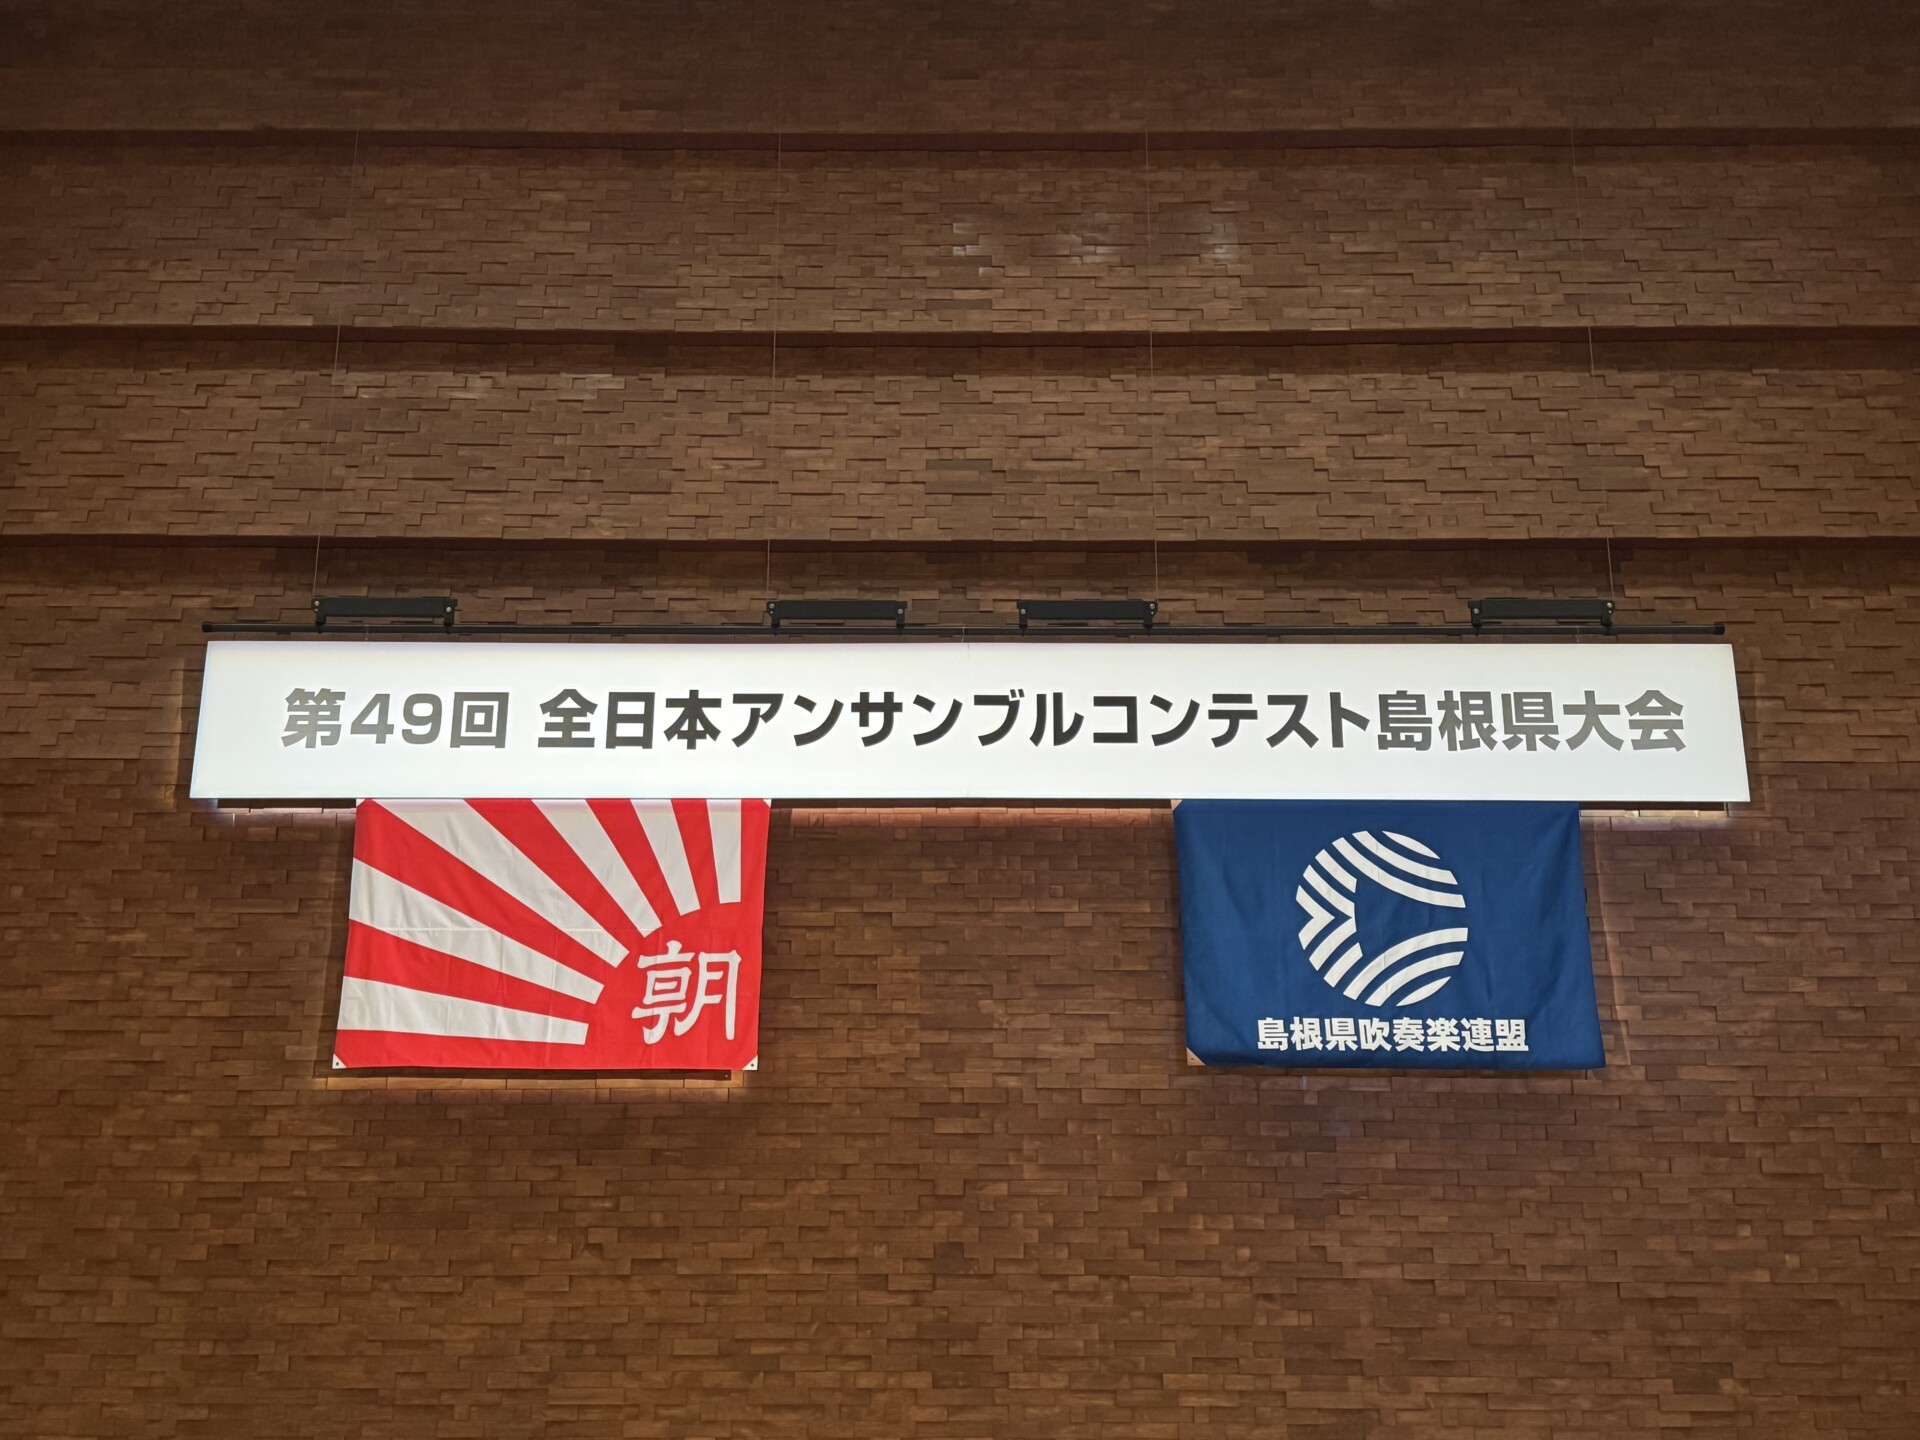 第49回 全日本アンサンブルコンテスト島根県大会
朝
島根県吹奏楽連盟